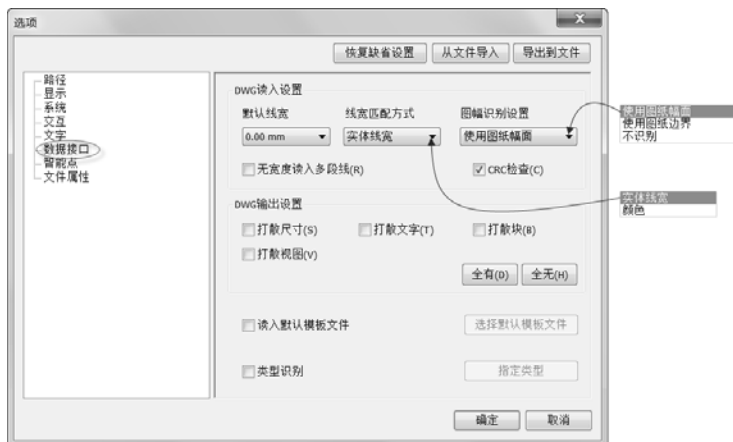 选项
恢复缺省设置 从文件导入 导出到文件
路径
显示
系统
交互
文字
数据接口
智能点
文件属性
DWG读入设置
默认线宽 线宽匹配方式 图幅识别设置
0.00 mm 实体线宽 使用图纸幅面
无宽度读入多段线(R) CRC检查(C)
使用图纸幅面
使用图纸边界
不识别
实体线宽
颜色
DWG输出设置
打散尺寸(S) 打散文字(T) 打散块(B)
打散视图(V)
全有(D) 全无(H)
读入默认模板文件 选择默认模板文件
类型识别 指定类型
确定 取消